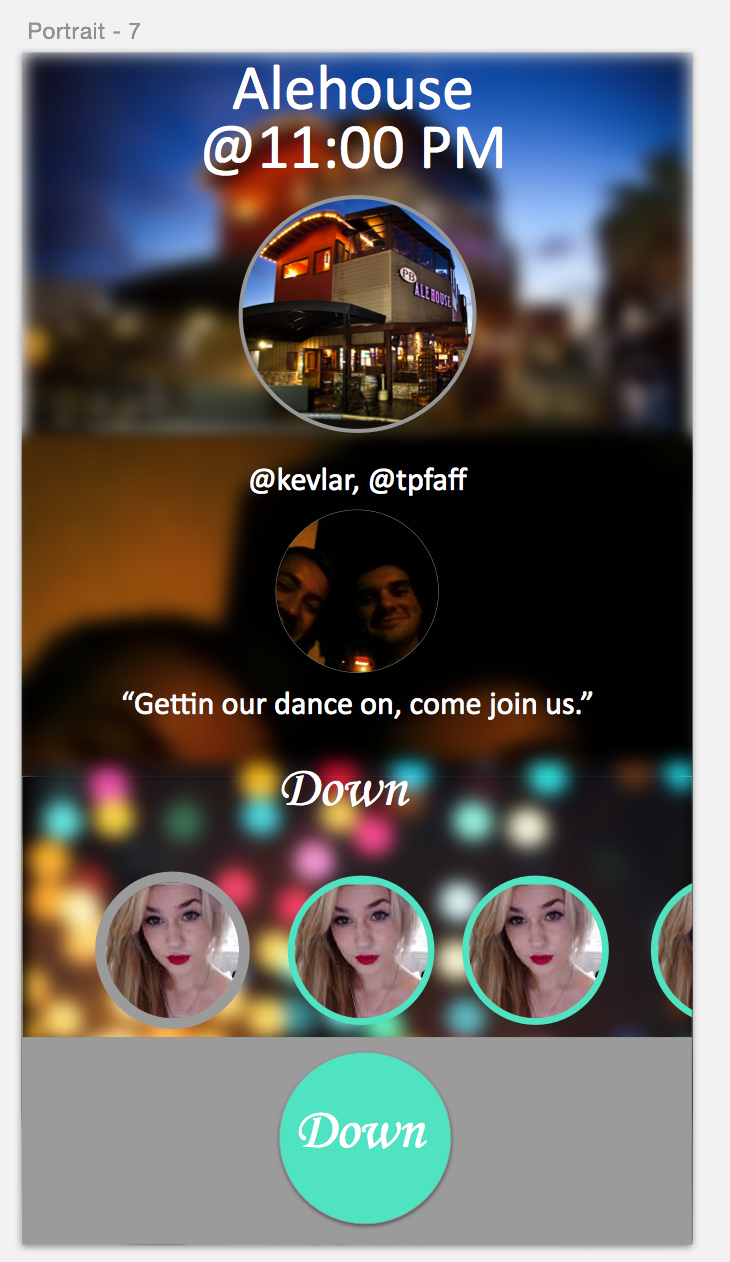 Portrait - 7
Alehouse
@11:00 PM
PB
ALE HOUSE
@kevlar, @tpfaff
“Gettin our dance on, come join us.”
Down
Down